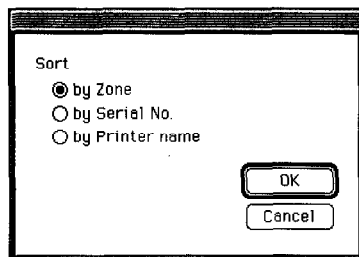 Sort
by Zone
by Serial No.
by Printer name
OK
Cancel